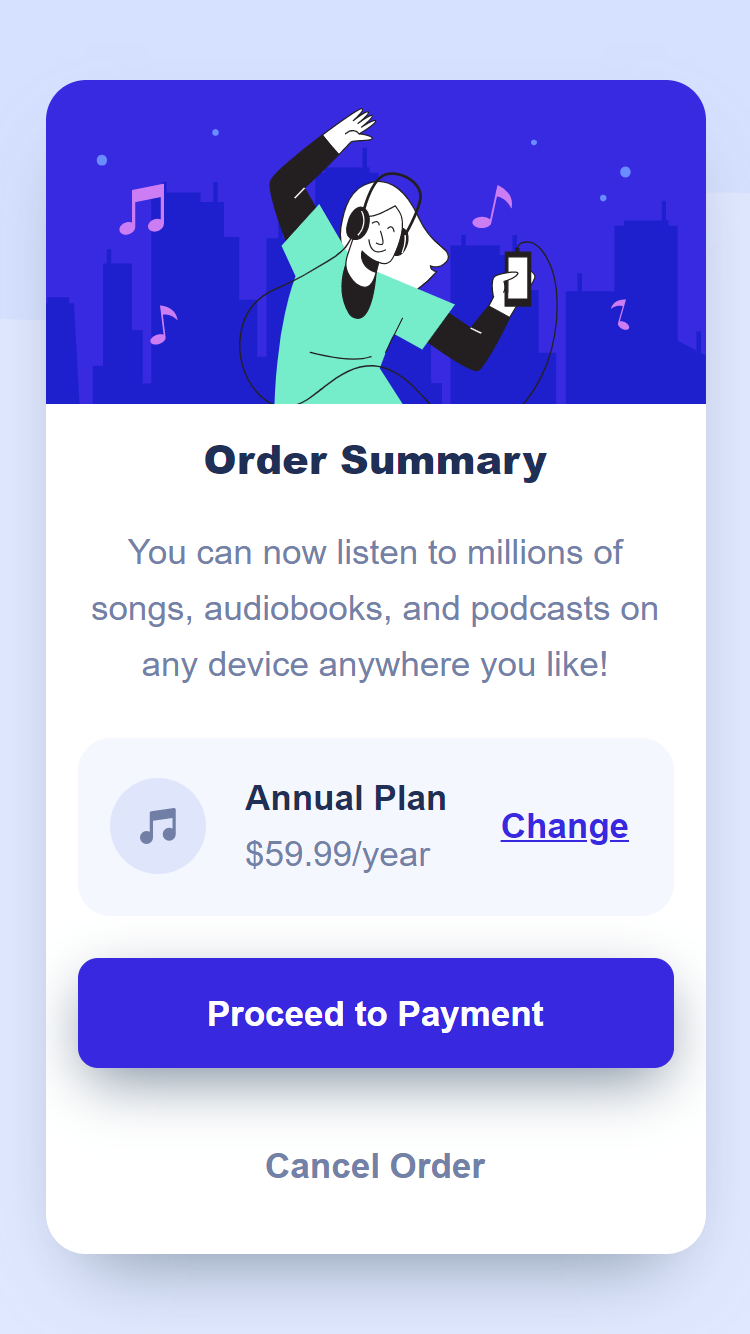 Order Summary
You can now listen to millions of
songs, audiobooks, and podcasts on
any device anywhere you like!
Annual Plan
$59.99/year
Change
Proceed to Payment
Cancel Order